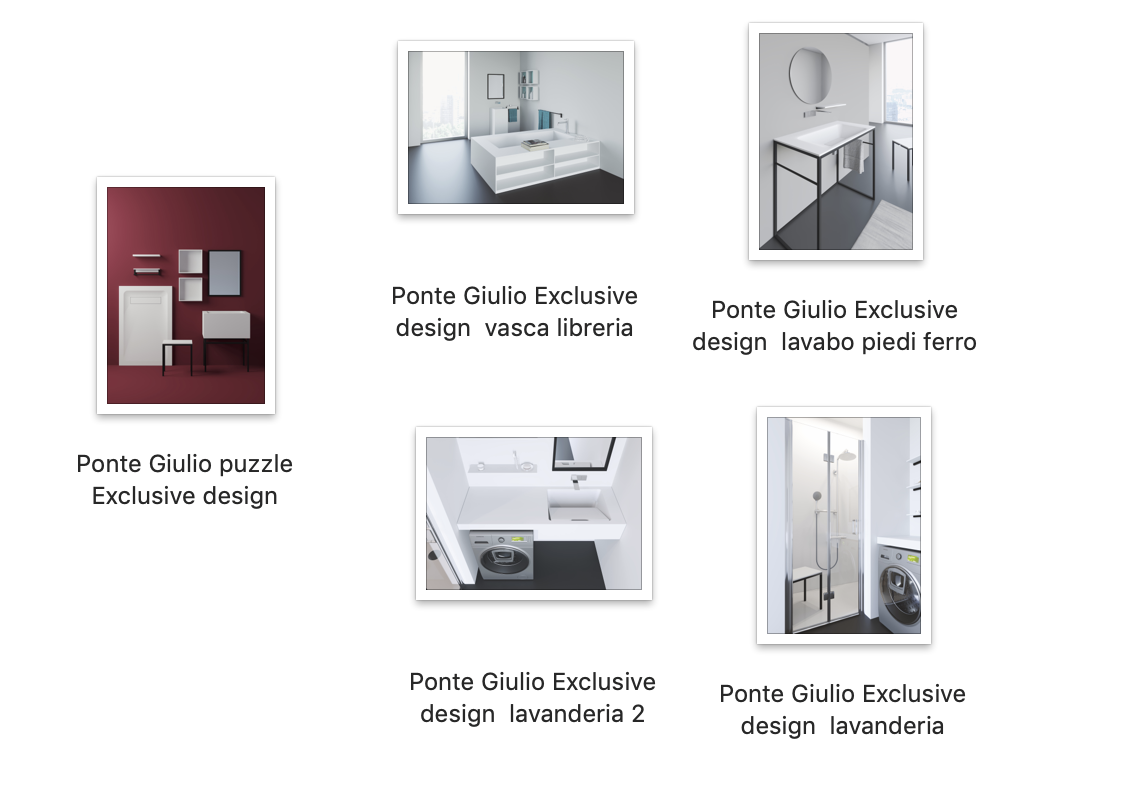 Ponte Giulio Exclusive
design  vasca libreria
Ponte Giulio Exclusive
design  lavabo piedi ferro
Ponte Giulio puzzle
Exclusive design
Ponte Giulio Exclusive
design  lavanderia 2
Ponte Giulio Exclusive
design  lavanderia